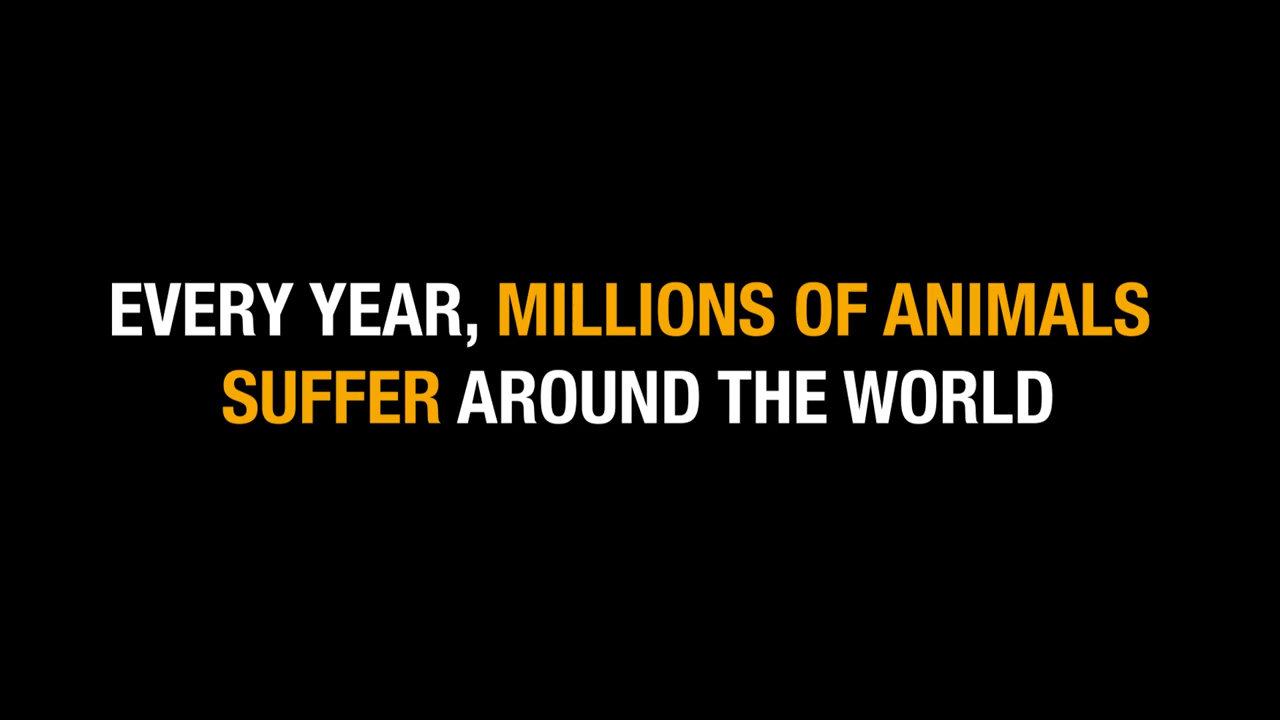 EVERY YEAR, MILLIONS OF ANIMALS
SUFFER AROUND THE WORLD